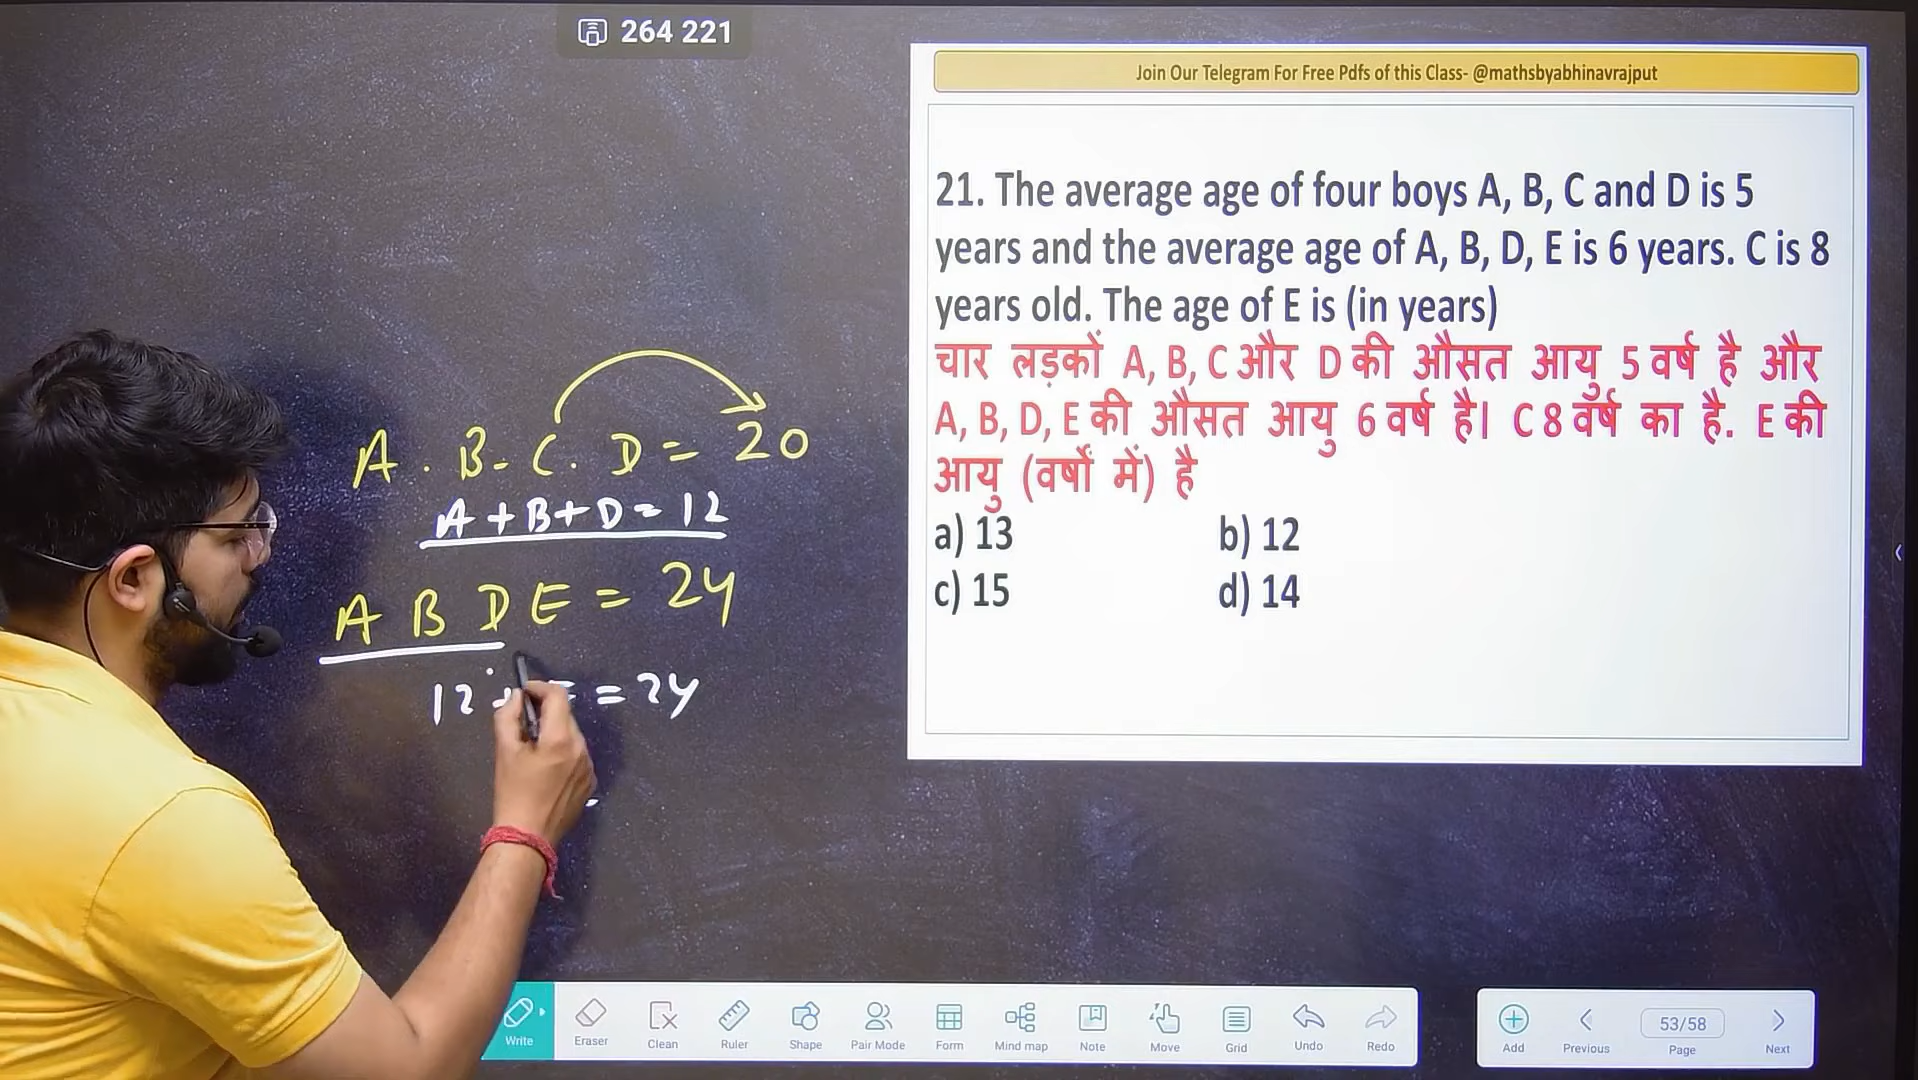 264 221
Join Our Telegram For Free Pdfs of this Class- @mathsbyabhinavrajput
21. The average age of four boys A, B, C and D is 5
years and the average age of A, B, D, E is 6 years. C is 8
years old. The age of E is (in years)
चार लड़कों A, B, C और D की औसत आयु 5 वर्ष है और
A, B, D, E की औसत आयु 6 वर्ष है। C 8 वर्ष का है. E की
आयु (वर्षों में) है
a) 13 b) 12
c) 15 d) 14
A . B - C . D = 20
A + B + D = 12
A B D E = 24
12 + = 24
Write Eraser Clean Ruler Shape Pair Mode Form Mind map Note Move Grid Undo Redo
Add Previous 53/58 Page Next